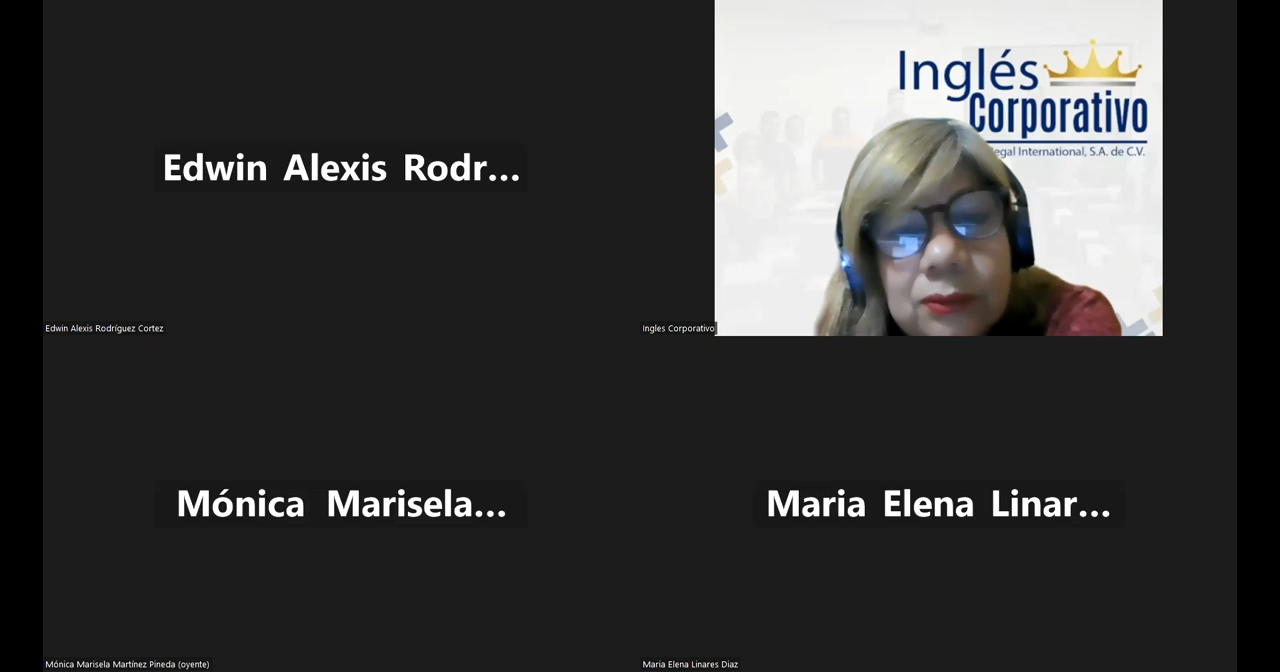 Edwin Alexis Rodr...
Edwin Alexis Rodríguez Cortez
Inglés
Corporativo
egal International, S.A. de C.V.
Ingles Corporativo
Mónica Marisela...
Mónica Marisela Martínez Pineda (oyente)
Maria Elena Linar...
Maria Elena Linares Diaz